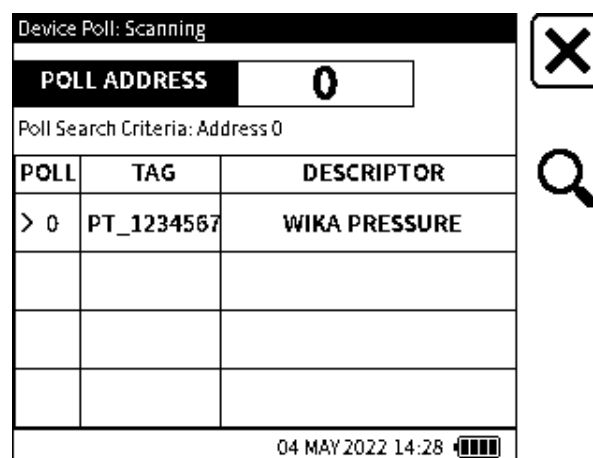 Device Poll: Scanning
POLL ADDRESS 0
Poll Search Criteria: Address 0
POLL TAG DESCRIPTOR
> 0 PT_1234567 WIKA PRESSURE
04 MAY 2022 14:28